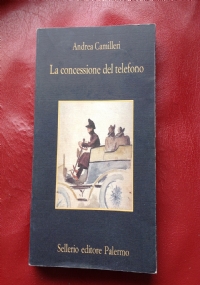 Andrea Camilleri
La concessione del telefono
Sellerio editore Palermo